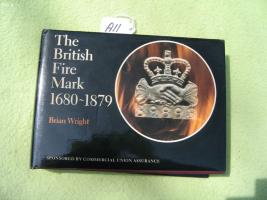 A11
The
British
Fire
Mark
1680~1879
Brian Wright
SPONSORED BY COMMERCIAL UNION ASSURANCE